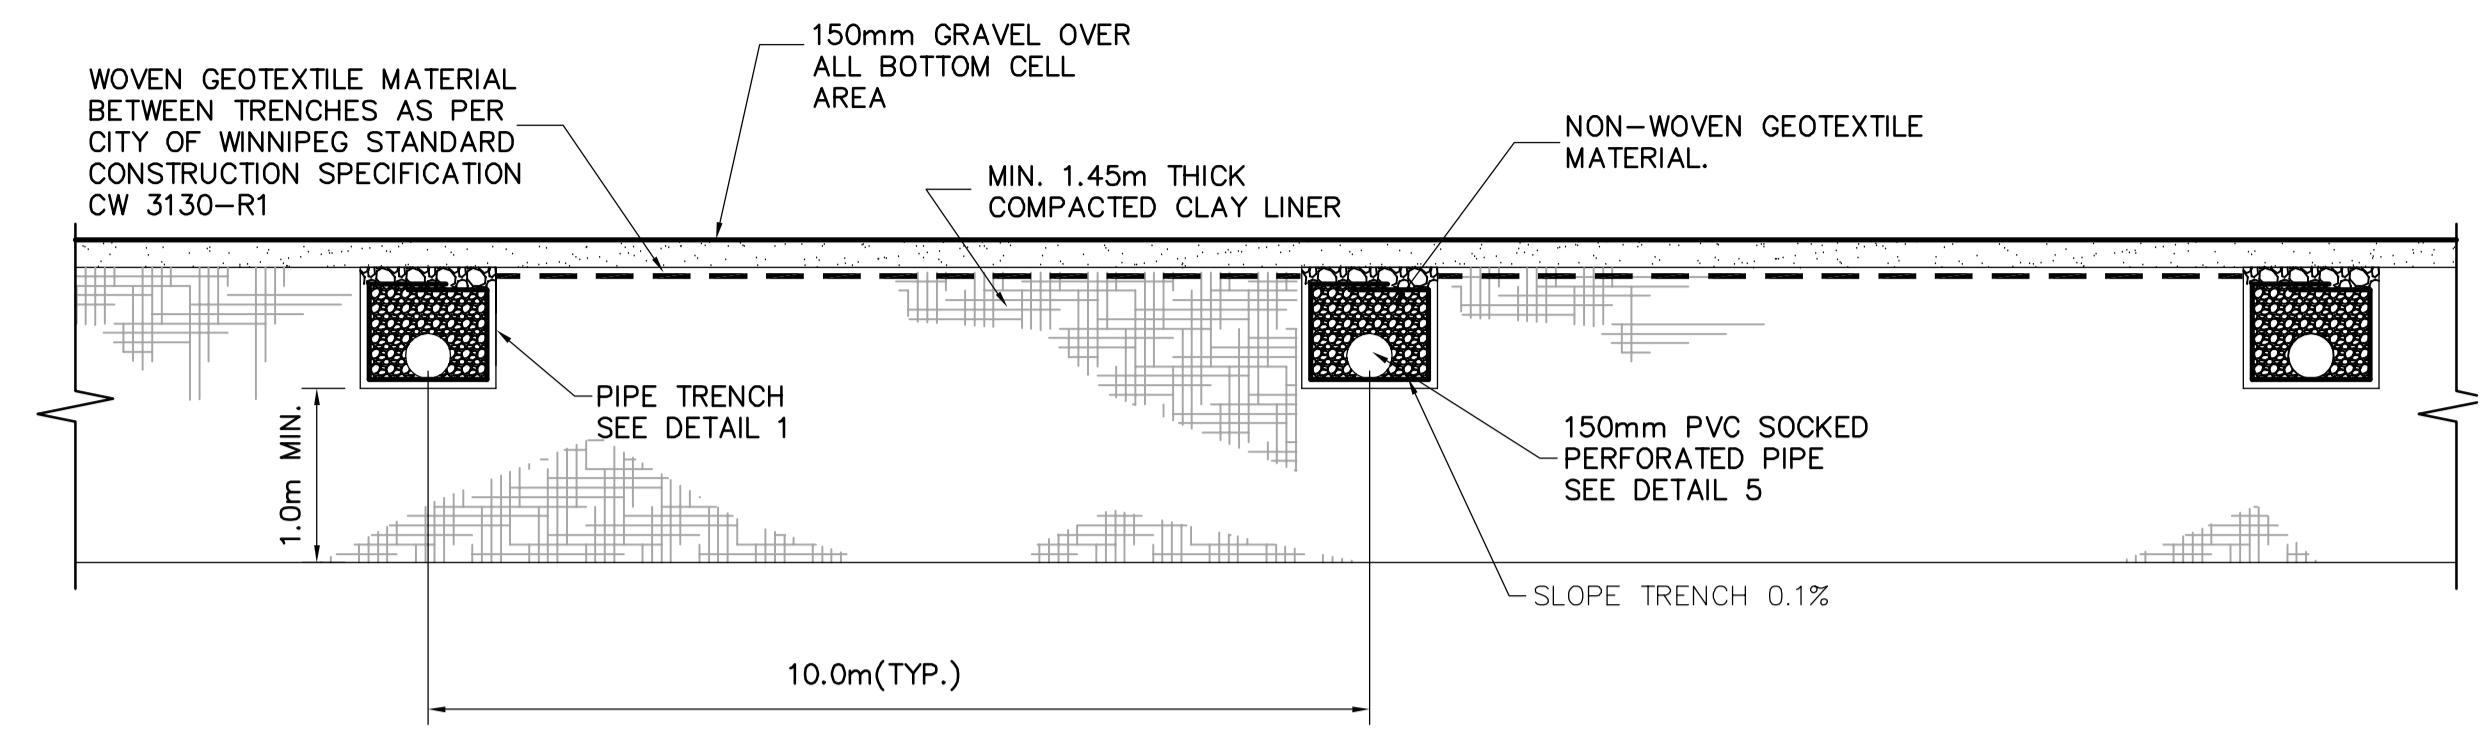 150mm GRAVEL OVER
ALL BOTTOM CELL
AREA
WOVEN GEOTEXTILE MATERIAL
BETWEEN TRENCHES AS PER
CITY OF WINNIPEG STANDARD
CONSTRUCTION SPECIFICATION
CW 3130-R1
NON-WOVEN GEOTEXTILE
MATERIAL.
MIN. 1.45m THICK
COMPACTED CLAY LINER
PIPE TRENCH
SEE DETAIL 1
1.0m MIN.
150mm PVC SOCKED
PERFORATED PIPE
SEE DETAIL 5
SLOPE TRENCH 0.1%
10.0m(TYP.)